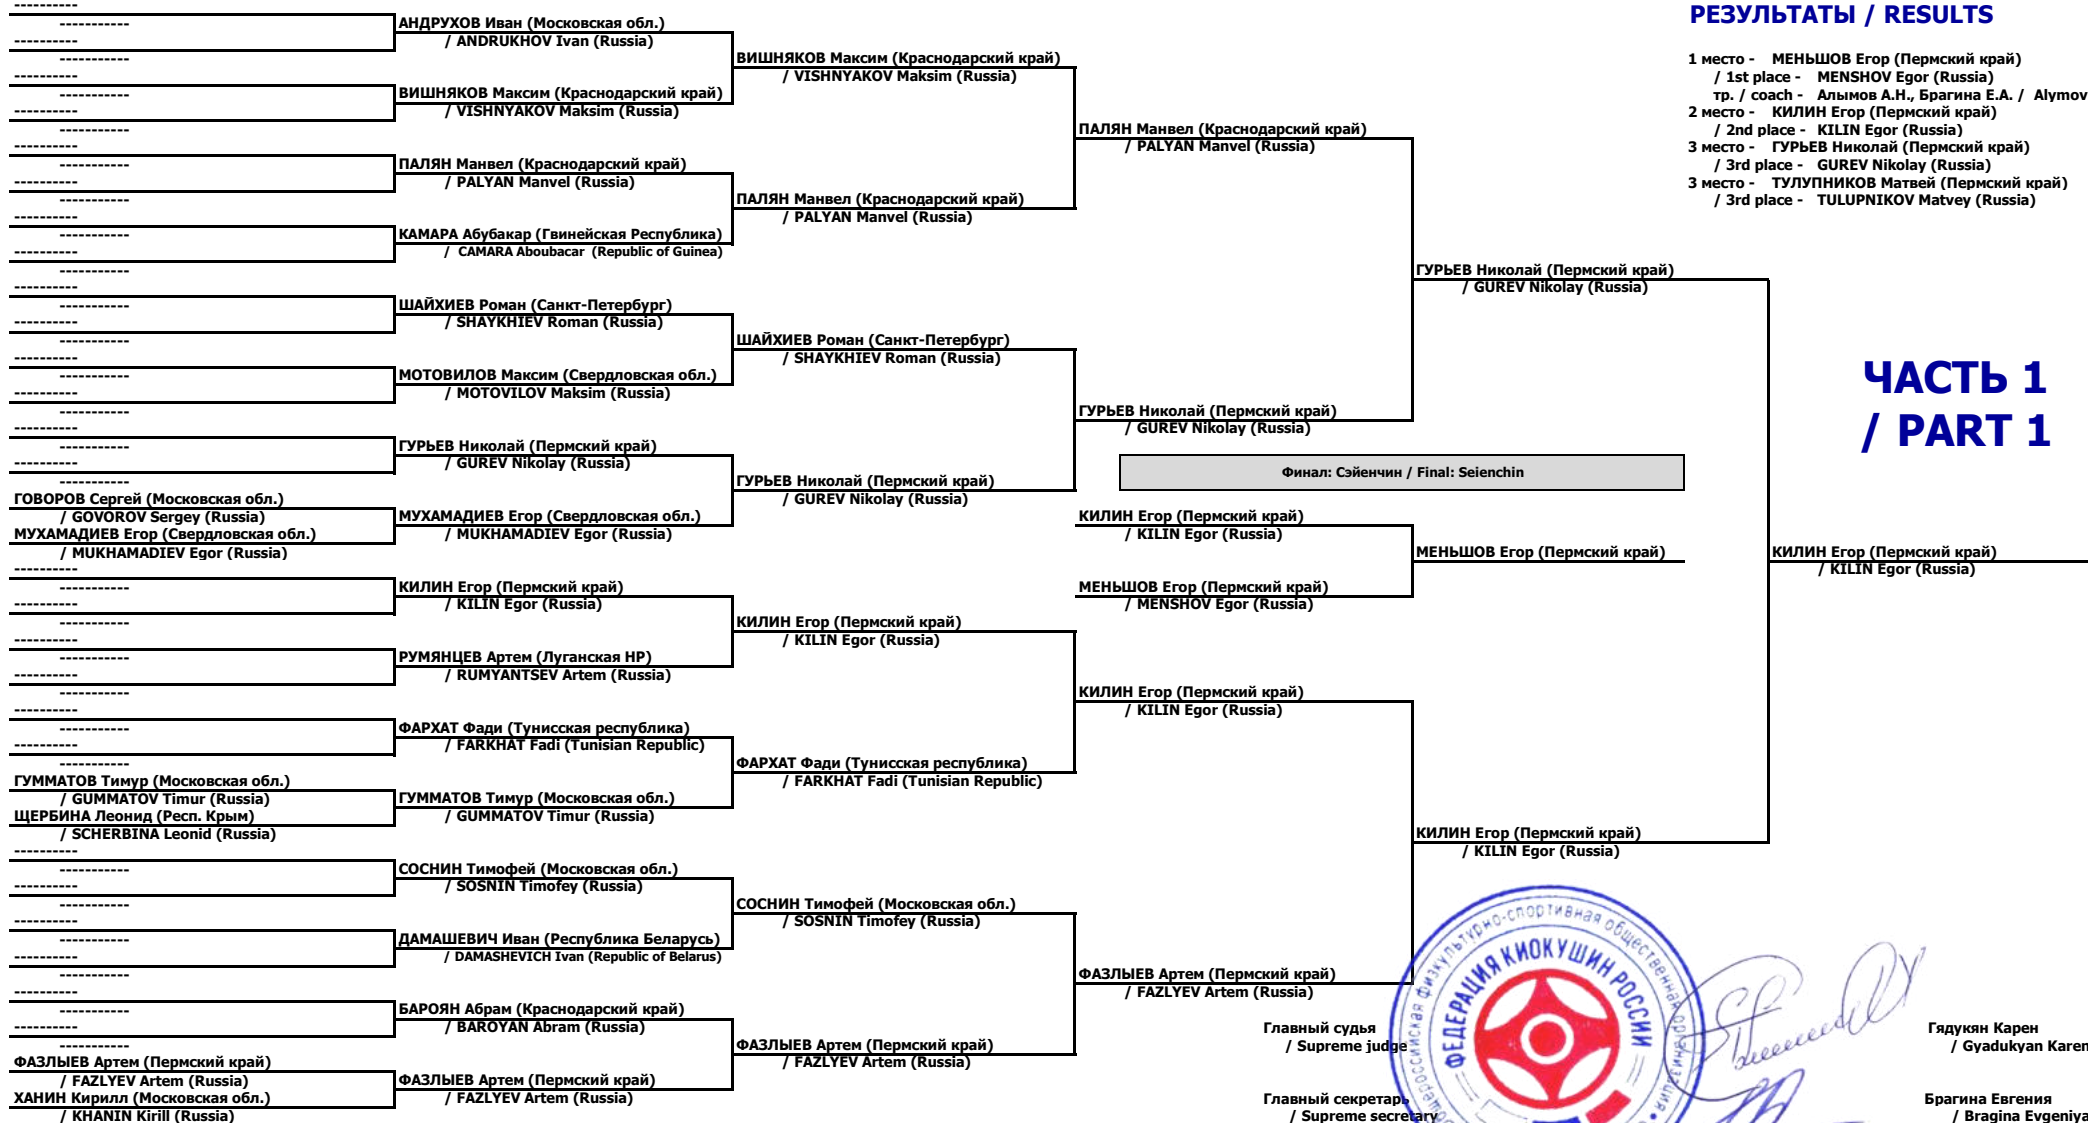 АНДРУХОВ Иван (Московская обл.)
/ ANDRUKHOV Ivan (Russia)
ВИШНЯКОВ Максим (Краснодарский край)
/ VISHNYAKOV Maksim (Russia)
ПАЛЯН Манвел (Краснодарский край)
/ PALYAN Manvel (Russia)
КАМАРА Абубакар (Гвинейская Республика)
/ CAMARA Aboubacar (Republic of Guinea)
ШАЙХИЕВ Роман (Санкт-Петербург)
/ SHAYKHIEV Roman (Russia)
МОТОВИЛОВ Максим (Свердловская обл.)
/ MOTOVILOV Maksim (Russia)
ГУРЬЕВ Николай (Пермский край)
/ GUREV Nikolay (Russia)
ГОВОРОВ Сергей (Московская обл.)
/ GOVOROV Sergey (Russia)
МУХАМАДИЕВ Егор (Свердловская обл.)
/ MUKHAMADIEV Egor (Russia)
МУХАМАДИЕВ Егор (Свердловская обл.)
/ MUKHAMADIEV Egor (Russia)
КИЛИН Егор (Пермский край)
/ KILIN Egor (Russia)
РУМЯНЦЕВ Артем (Луганская НР)
/ RUMYANTSEV Artem (Russia)
ФАРХАТ Фади (Тунисская республика)
/ FARKHAT Fadi (Tunisian Republic)
ГУММАТОВ Тимур (Московская обл.)
/ GUMMATOV Timur (Russia)
ЩЕРБИНА Леонид (Респ. Крым)
/ SCHERBINA Leonid (Russia)
ГУММАТОВ Тимур (Московская обл.)
/ GUMMATOV Timur (Russia)
СОСНИН Тимофей (Московская обл.)
/ SOSNIN Timofey (Russia)
ДАМАШЕВИЧ Иван (Республика Беларусь)
/ DAMASHEVICH Ivan (Republic of Belarus)
БАРОЯН Абрам (Краснодарский край)
/ BAROYAN Abram (Russia)
ФАЗЛЫЕВ Артем (Пермский край)
/ FAZLYEV Artem (Russia)
ХАНИН Кирилл (Московская обл.)
/ KHANIN Kirill (Russia)
ФАЗЛЫЕВ Артем (Пермский край)
/ FAZLYEV Artem (Russia)
ВИШНЯКОВ Максим (Краснодарский край)
/ VISHNYAKOV Maksim (Russia)
ПАЛЯН Манвел (Краснодарский край)
/ PALYAN Manvel (Russia)
ШАЙХИЕВ Роман (Санкт-Петербург)
/ SHAYKHIEV Roman (Russia)
ГУРЬЕВ Николай (Пермский край)
/ GUREV Nikolay (Russia)
КИЛИН Егор (Пермский край)
/ KILIN Egor (Russia)
ФАРХАТ Фади (Тунисская республика)
/ FARKHAT Fadi (Tunisian Republic)
СОСНИН Тимофей (Московская обл.)
/ SOSNIN Timofey (Russia)
ФАЗЛЫЕВ Артем (Пермский край)
/ FAZLYEV Artem (Russia)
ПАЛЯН Манвел (Краснодарский край)
/ PALYAN Manvel (Russia)
ГУРЬЕВ Николай (Пермский край)
/ GUREV Nikolay (Russia)
Финал: Сэйенчин / Final: Seienchin
КИЛИН Егор (Пермский край)
/ KILIN Egor (Russia)
МЕНЬШОВ Егор (Пермский край)
/ MENSHOV Egor (Russia)
КИЛИН Егор (Пермский край)
/ KILIN Egor (Russia)
ФАЗЛЫЕВ Артем (Пермский край)
/ FAZLYEV Artem (Russia)
ГУРЬЕВ Николай (Пермский край)
/ GUREV Nikolay (Russia)
МЕНЬШОВ Егор (Пермский край)
КИЛИН Егор (Пермский край)
/ KILIN Egor (Russia)
КИЛИН Егор (Пермский край)
/ KILIN Egor (Russia)
РЕЗУЛЬТАТЫ / RESULTS
1 место - МЕНЬШОВ Егор (Пермский край)
/ 1st place - MENSHOV Egor (Russia)
тр. / coach - Алымов А.Н., Брагина Е.А. / Alymov
2 место - КИЛИН Егор (Пермский край)
/ 2nd place - KILIN Egor (Russia)
3 место - ГУРЬЕВ Николай (Пермский край)
/ 3rd place - GUREV Nikolay (Russia)
3 место - ТУЛУПНИКОВ Матвей (Пермский край)
/ 3rd place - TULUPNIKOV Matvey (Russia)
ЧАСТЬ 1
/ PART 1
Главный судья
/ Supreme judge
Гядукян Карен
/ Gyadukyan Karen
Главный секретарь
/ Supreme secretary
Брагина Евгения
/ Bragina Evgeniya
ФЕДЕРАЦИЯ КИОКУШИН РОССИИ
физкультурно-спортивная общественная организация